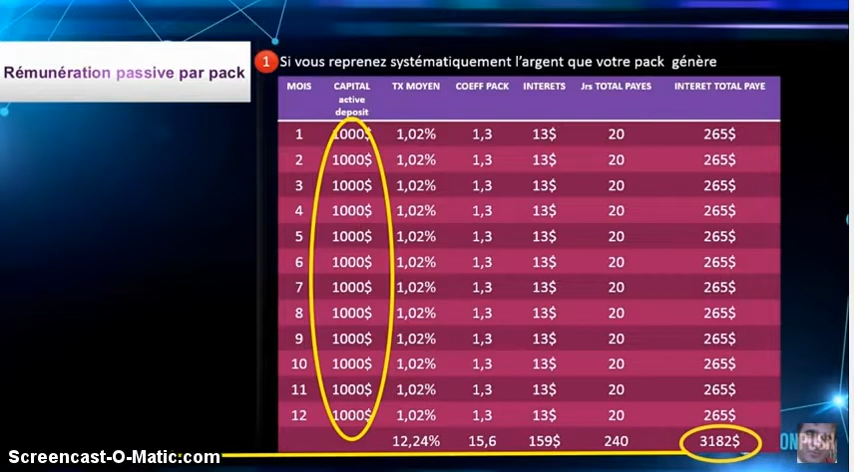 Rémunération passive par pack
1 Si vous reprenez systématiquement l'argent que votre pack génère
MOIS CAPITAL active deposit TX MOYEN COEFF PACK INTERETS Jrs TOTAL PAYES INTERET TOTAL PAYE
1 1000$ 1,02% 1,3 13$ 20 265$
2 1000$ 1,02% 1,3 13$ 20 265$
3 1000$ 1,02% 1,3 13$ 20 265$
4 1000$ 1,02% 1,3 13$ 20 265$
5 1000$ 1,02% 1,3 13$ 20 265$
6 1000$ 1,02% 1,3 13$ 20 265$
7 1000$ 1,02% 1,3 13$ 20 265$
8 1000$ 1,02% 1,3 13$ 20 265$
9 1000$ 1,02% 1,3 13$ 20 265$
10 1000$ 1,02% 1,3 13$ 20 265$
11 1000$ 1,02% 1,3 13$ 20 265$
12 1000$ 1,02% 1,3 13$ 20 265$
12,24% 15,6 159$ 240 3182$
Screencast-O-Matic.com